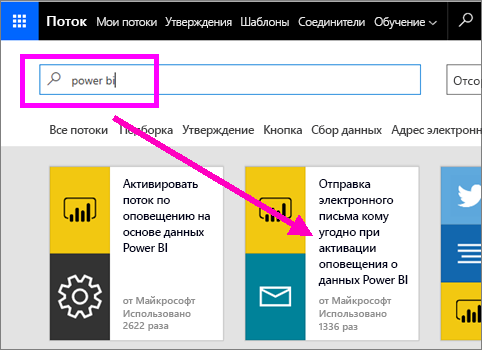 Поток Мои потоки Утверждения Шаблоны Соединители Обучение
power bi
Отсор
Все потоки Подборка Утверждение Кнопка Сбор данных Адрес электрон
Активировать
поток по
оповещению на
основе данных
Power BI
от Майкрософт
Использовано
2622 раза
Отправка
электронного
письма кому
угодно при
активации
оповещения о
данных Power BI
от Майкрософт
Использовано
1336 раз